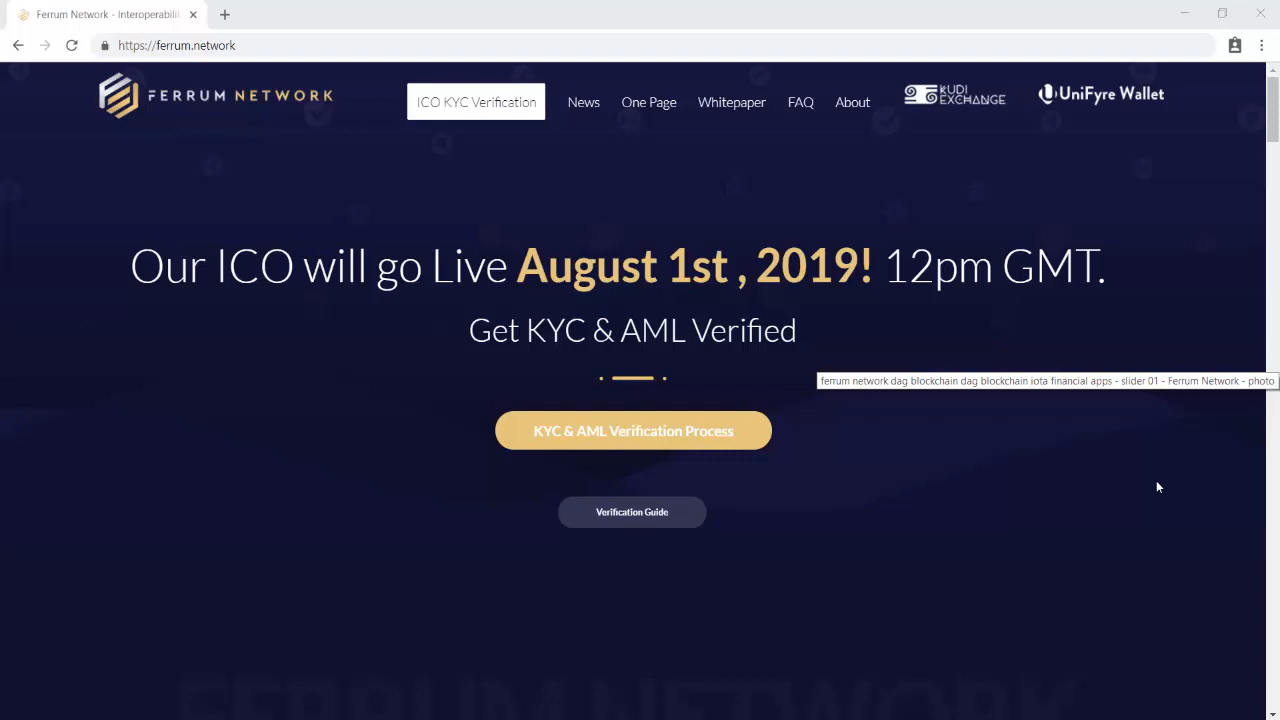 Ferrum Network - Interoperabili
https://ferrum.network
FERRUM NETWORK
ICO KYC Verification
News
One Page
Whitepaper
FAQ
About
KUDI
EXCHANGE
UniFyre Wallet
Our ICO will go Live August 1st , 2019! 12pm GMT.
Get KYC & AML Verified
ferrum network dag blockchain dag blockchain iota financial apps - slider 01 - Ferrum Network - photo
KYC & AML Verification Process
Verification Guide
FERRUM NETWORK